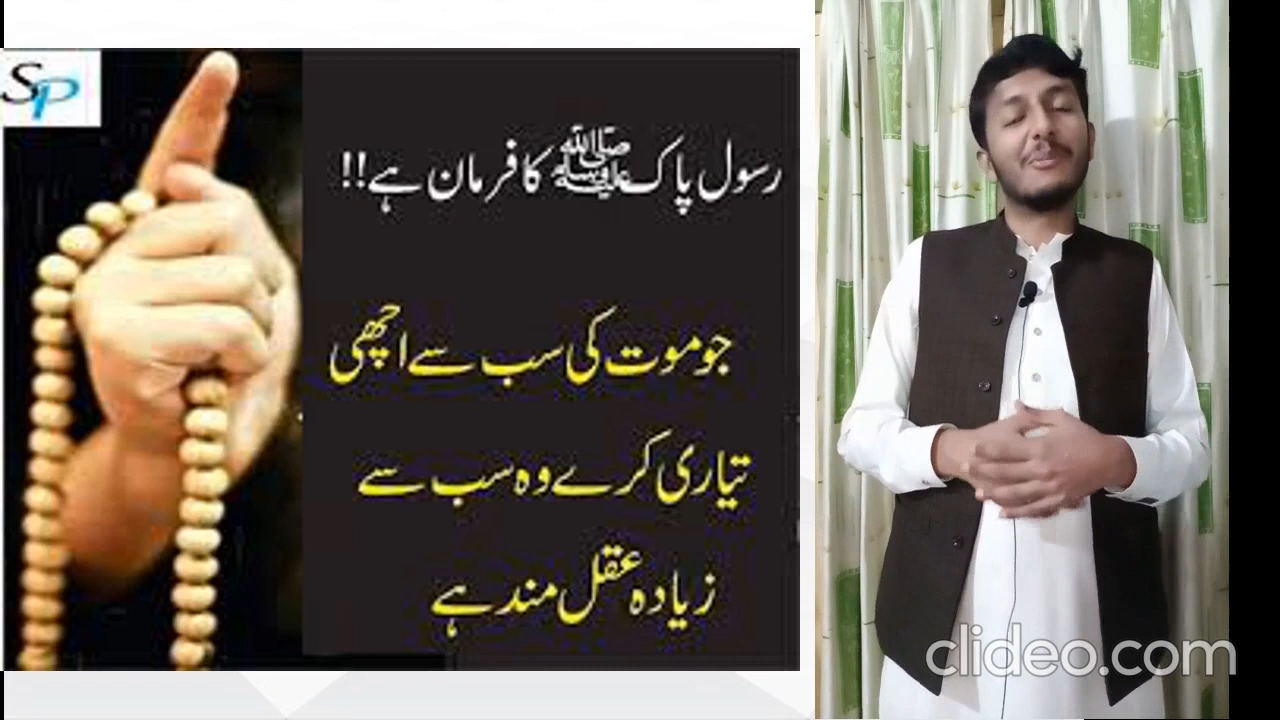 SP
رسول پاک ﷺ کا فرمان ہے!!
جو موت کی سب سے اچھی
تیاری کرے وہ سب سے
زیادہ عقل مند ہے
clideo.com